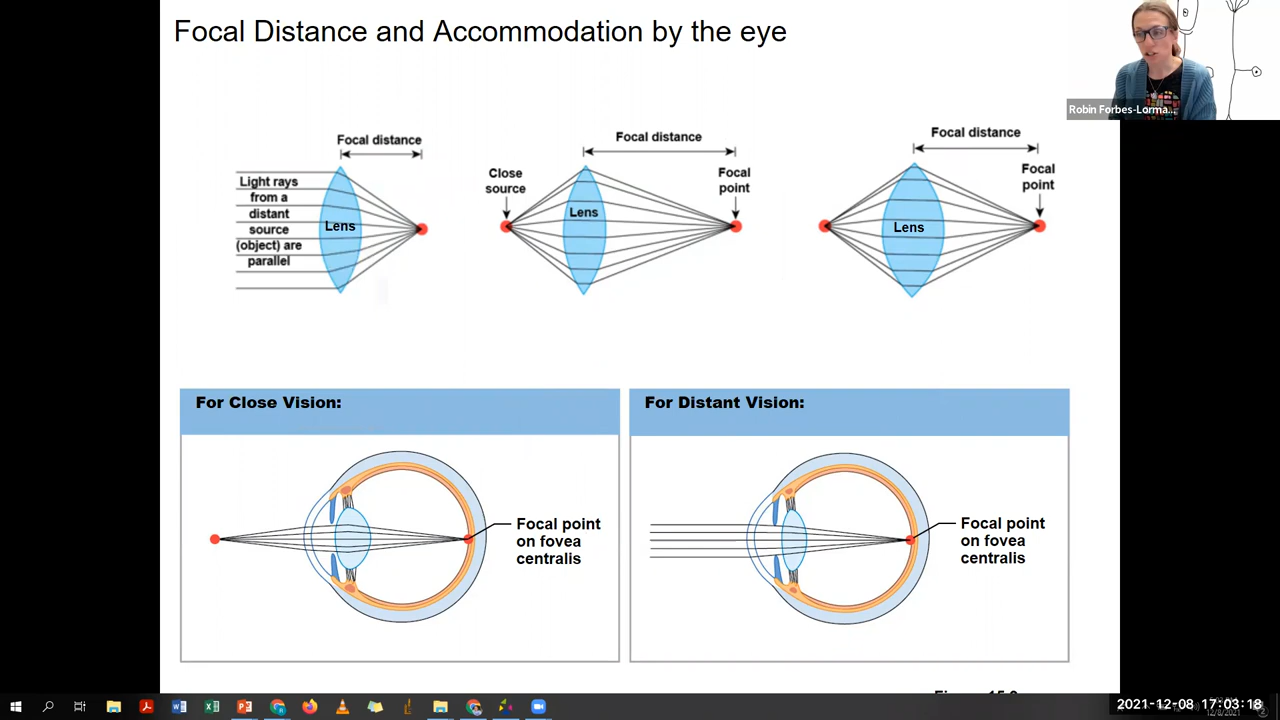 Focal Distance and Accommodation by the eye
Robin Forbes-Lorma...
Focal distance
Light rays
from a
distant
source
(object) are
parallel
Lens
Focal distance
Close
source
Focal
point
Lens
Focal distance
Focal
point
Lens
For Close Vision:
Focal point
on fovea
centralis
For Distant Vision:
Focal point
on fovea
centralis
2021-12-08 17:03:18